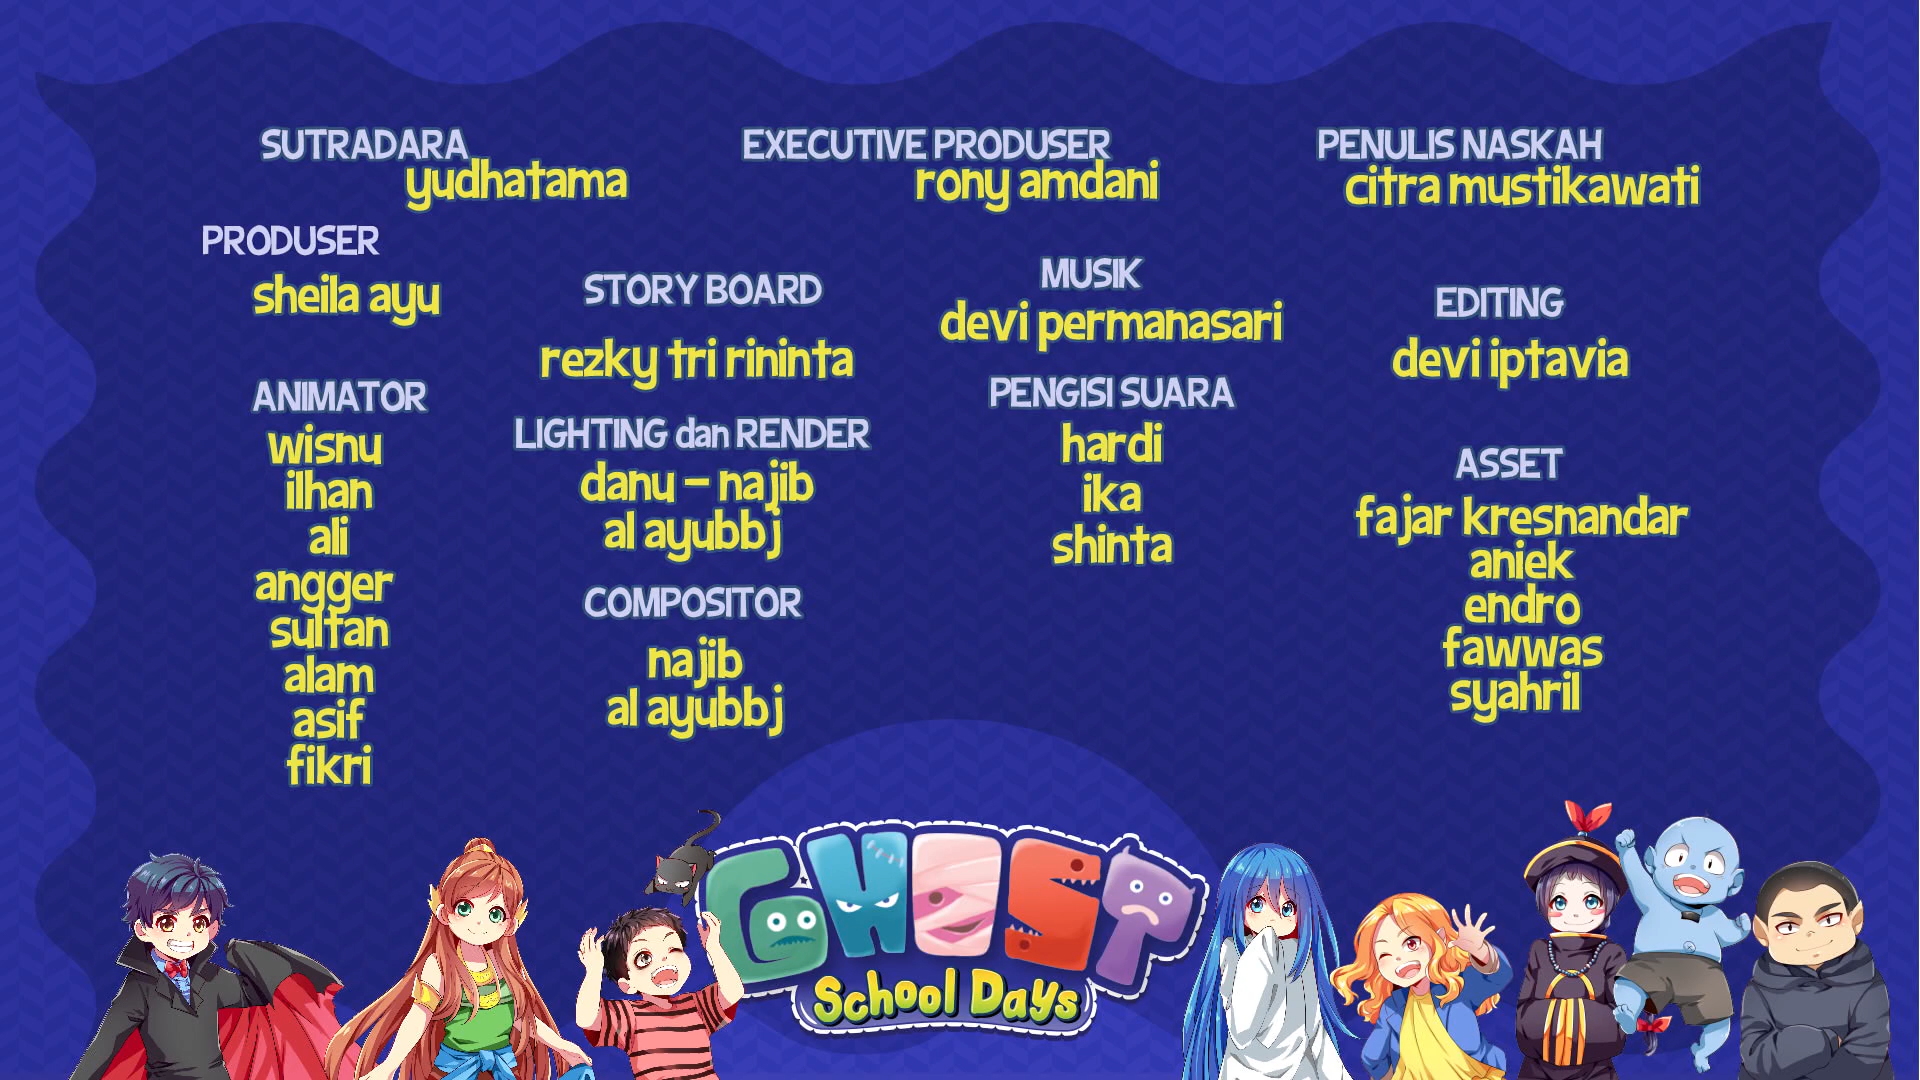 SUTRADARA
yudhatama
EXECUTIVE PRODUSER
rony amdani
PENULIS NASKAH
citra mustikawati
PRODUSER
sheila ayu
STORY BOARD
rezky tri rininta
MUSIK
devi permanasari
EDITING
devi iptavia
ANIMATOR
wisnu
ilhan
ali
angger
sultan
alam
asif
fikri
LIGHTING dan RENDER
danu – najib
al ayubbj
COMPOSITOR
najib
al ayubbj
PENGISI SUARA
hardi
ika
shinta
ASSET
fajar kresnandar
aniek
endro
fawwas
syahril
GHOST
School Days